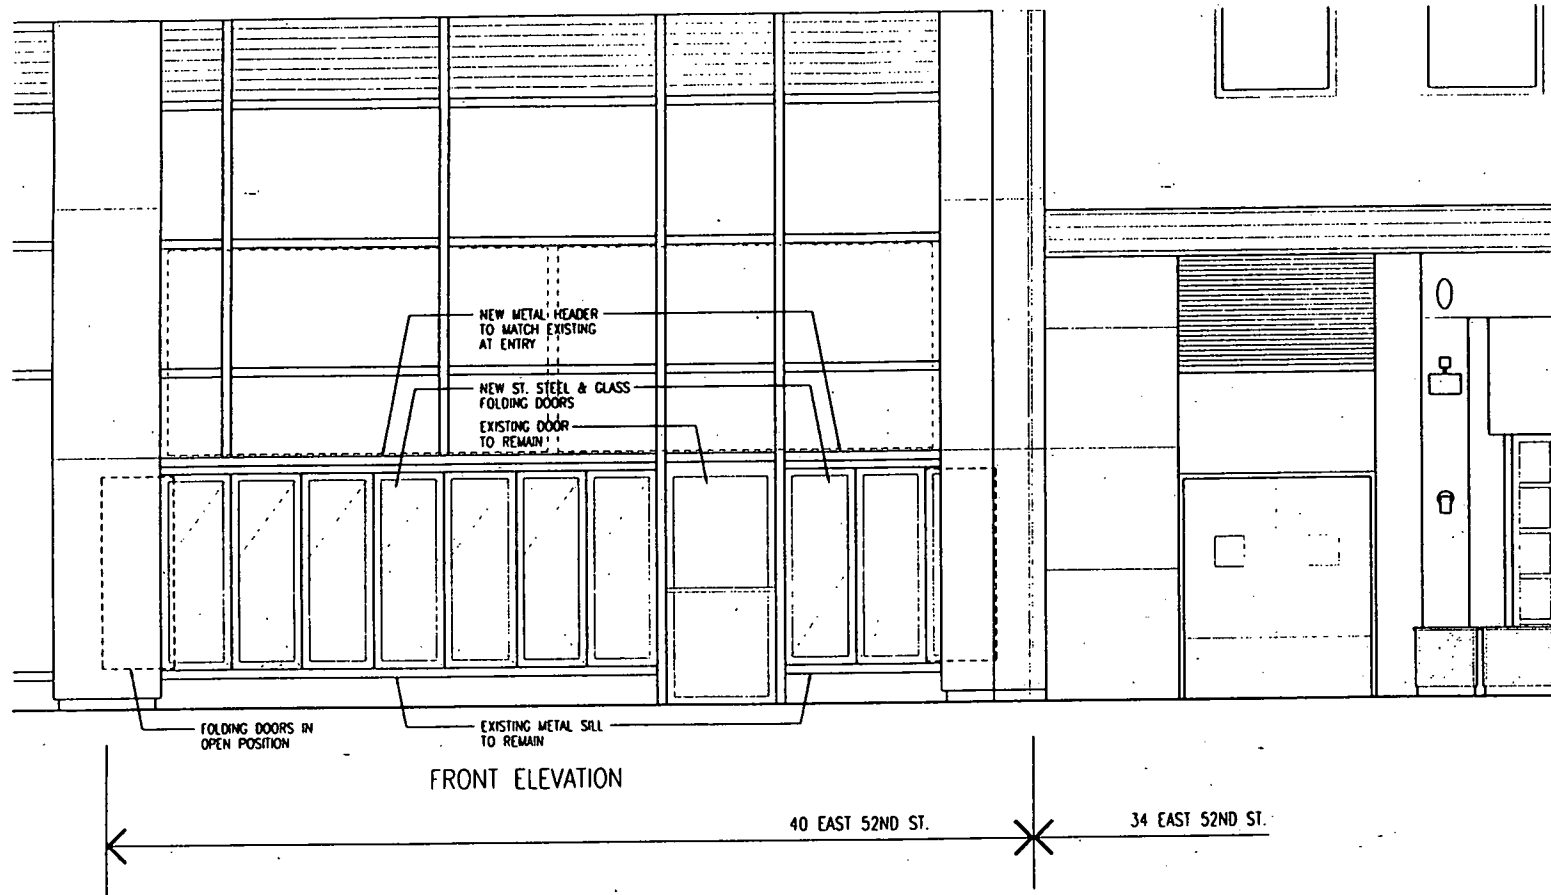 NEW METAL HEADER
TO MATCH EXISTING
AT ENTRY
NEW ST. STEEL & GLASS
FOLDING DOORS
EXISTING DOOR
TO REMAIN
FOLDING DOORS IN
OPEN POSITION
EXISTING METAL SILL
TO REMAIN
FRONT ELEVATION
40 EAST 52ND ST.
34 EAST 52ND ST.